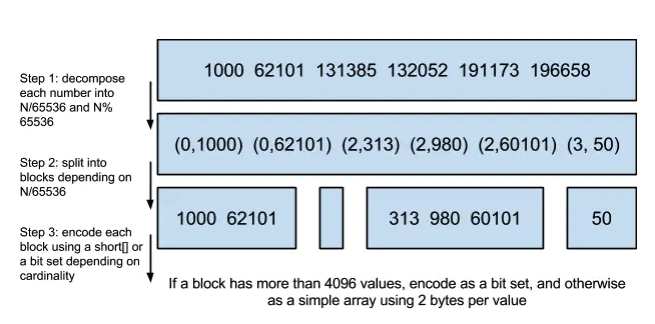 1000 62101 131385 132052 191173 196658
Step 1: decompose
each number into
N/65536 and N%
65536
(0,1000) (0,62101) (2,313) (2,980) (2,60101) (3, 50)
Step 2: split into
blocks depending on
N/65536
1000 62101
313 980 60101
50
Step 3: encode each
block using a short[] or
a bit set depending on
cardinality
If a block has more than 4096 values, encode as a bit set, and otherwise
as a simple array using 2 bytes per value